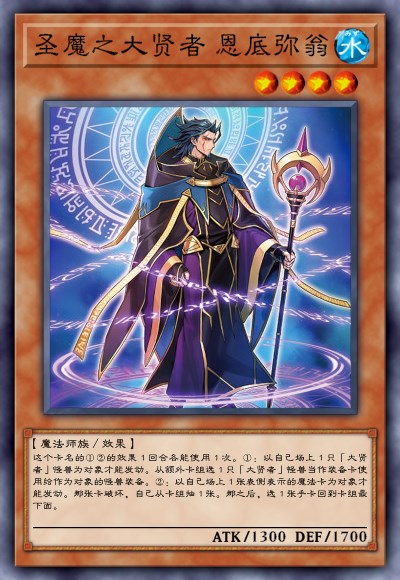 圣魔之大贤者 恩底弥翁
水
【魔法师族／效果】
这个卡名的①②的效果1回合各能使用1次。①：以自己场上1只「大贤
者」怪兽为对象才能发动。从额外卡组选1只「大贤者」怪兽当作装备卡使
用给作为对象的怪兽装备。②：以自己场上1张表侧表示的魔法卡为对象才
能发动。那张卡破坏，自己从卡组抽1张。那之后，选1张手卡回到卡组最
下面。
ATK/1300 DEF/1700